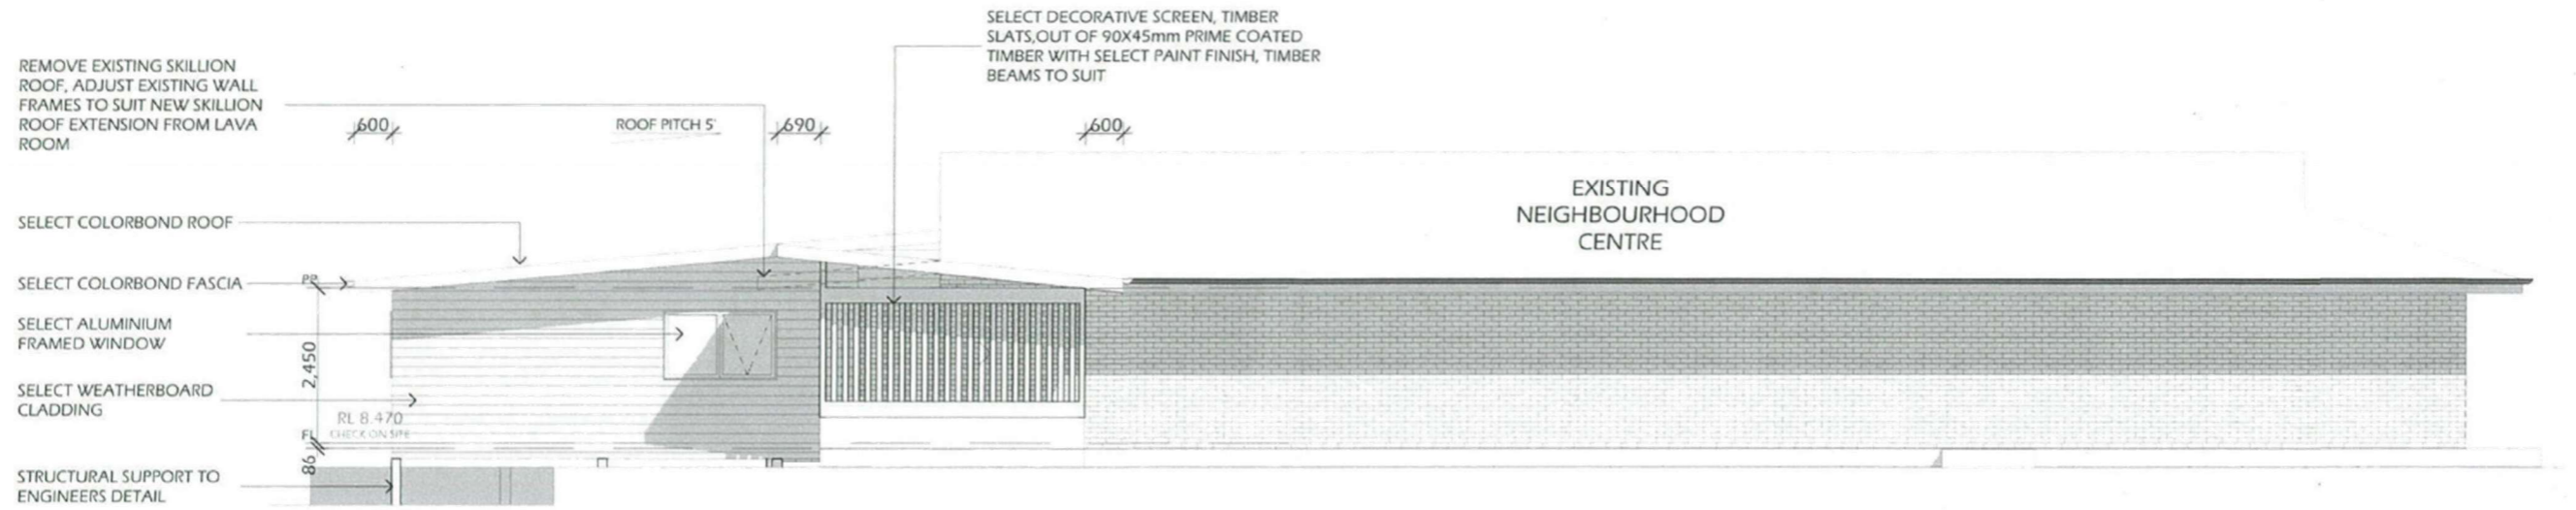 SELECT DECORATIVE SCREEN, TIMBER
SLATS,OUT OF 90X45mm PRIME COATED
TIMBER WITH SELECT PAINT FINISH, TIMBER
BEAMS TO SUIT
REMOVE EXISTING SKILLION
ROOF, ADJUST EXISTING WALL
FRAMES TO SUIT NEW SKILLION
ROOF EXTENSION FROM LAVA
ROOM
600
ROOF PITCH 5°
690
600
EXISTING
NEIGHBOURHOOD
CENTRE
SELECT COLORBOND ROOF
SELECT COLORBOND FASCIA
SELECT ALUMINIUM
FRAMED WINDOW
2,450
SELECT WEATHERBOARD
CLADDING
RL 8.470
CHECK ON SITE
FL
86
STRUCTURAL SUPPORT TO
ENGINEERS DETAIL